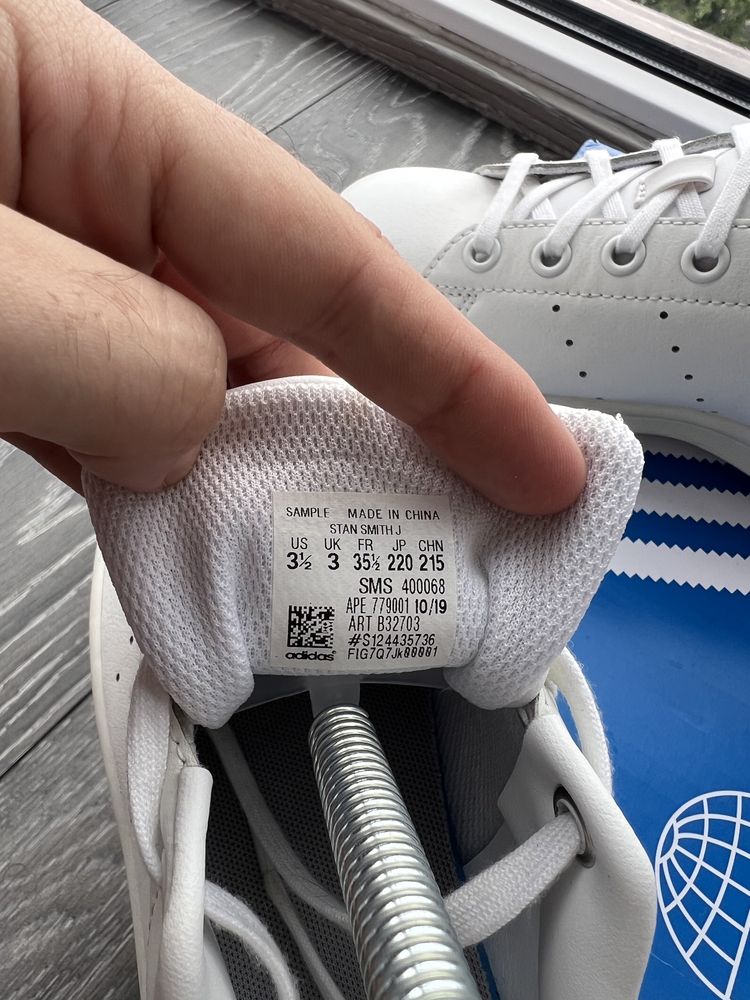 SAMPLE MADE IN CHINA
STAN SMITH J
US UK FR JP CHN
3½ 3 35½ 220 215
SMS 400068
APE 779001 10/19
ART B32703
#S124435736
adidas FIG7Q7Jk00001